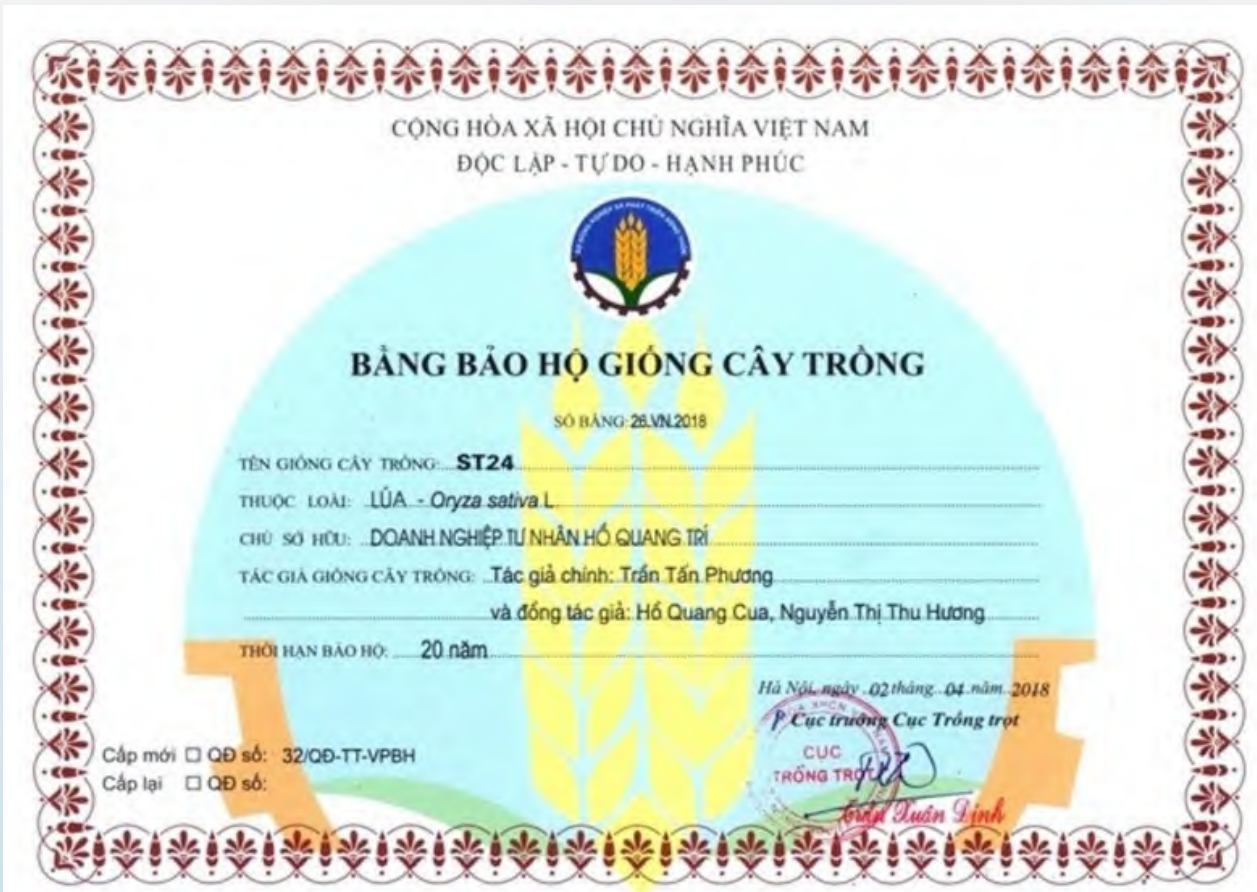 CỘNG HÒA XÃ HỘI CHỦ NGHĨA VIỆT NAM
ĐỘC LẬP - TỰ DO - HẠNH PHÚC
BẰNG BẢO HỘ GIỐNG CÂY TRỒNG
SỐ BẰNG: 26.VN.2018
TÊN GIỐNG CÂY TRỒNG: ST24
THUỘC LOÀI: LÚA - Oryza sativa L.
CHỦ SỞ HỮU: DOANH NGHIỆP TƯ NHÂN HỒ QUANG TRÍ
TÁC GIẢ GIỐNG CÂY TRỒNG: Tác giả chính: Trần Tấn Phương
và đồng tác giả: Hồ Quang Cua, Nguyễn Thị Thu Hương
THỜI HẠN BẢO HỘ: 20 năm
Hà Nội, ngày 02 tháng 04 năm 2018
Cục trưởng Cục Trồng trọt
CỤC
TRỒNG TRỌT
Trần Xuân Định
Cấp mới □ QĐ số: 32/QĐ-TT-VPBH
Cấp lại □ QĐ số: